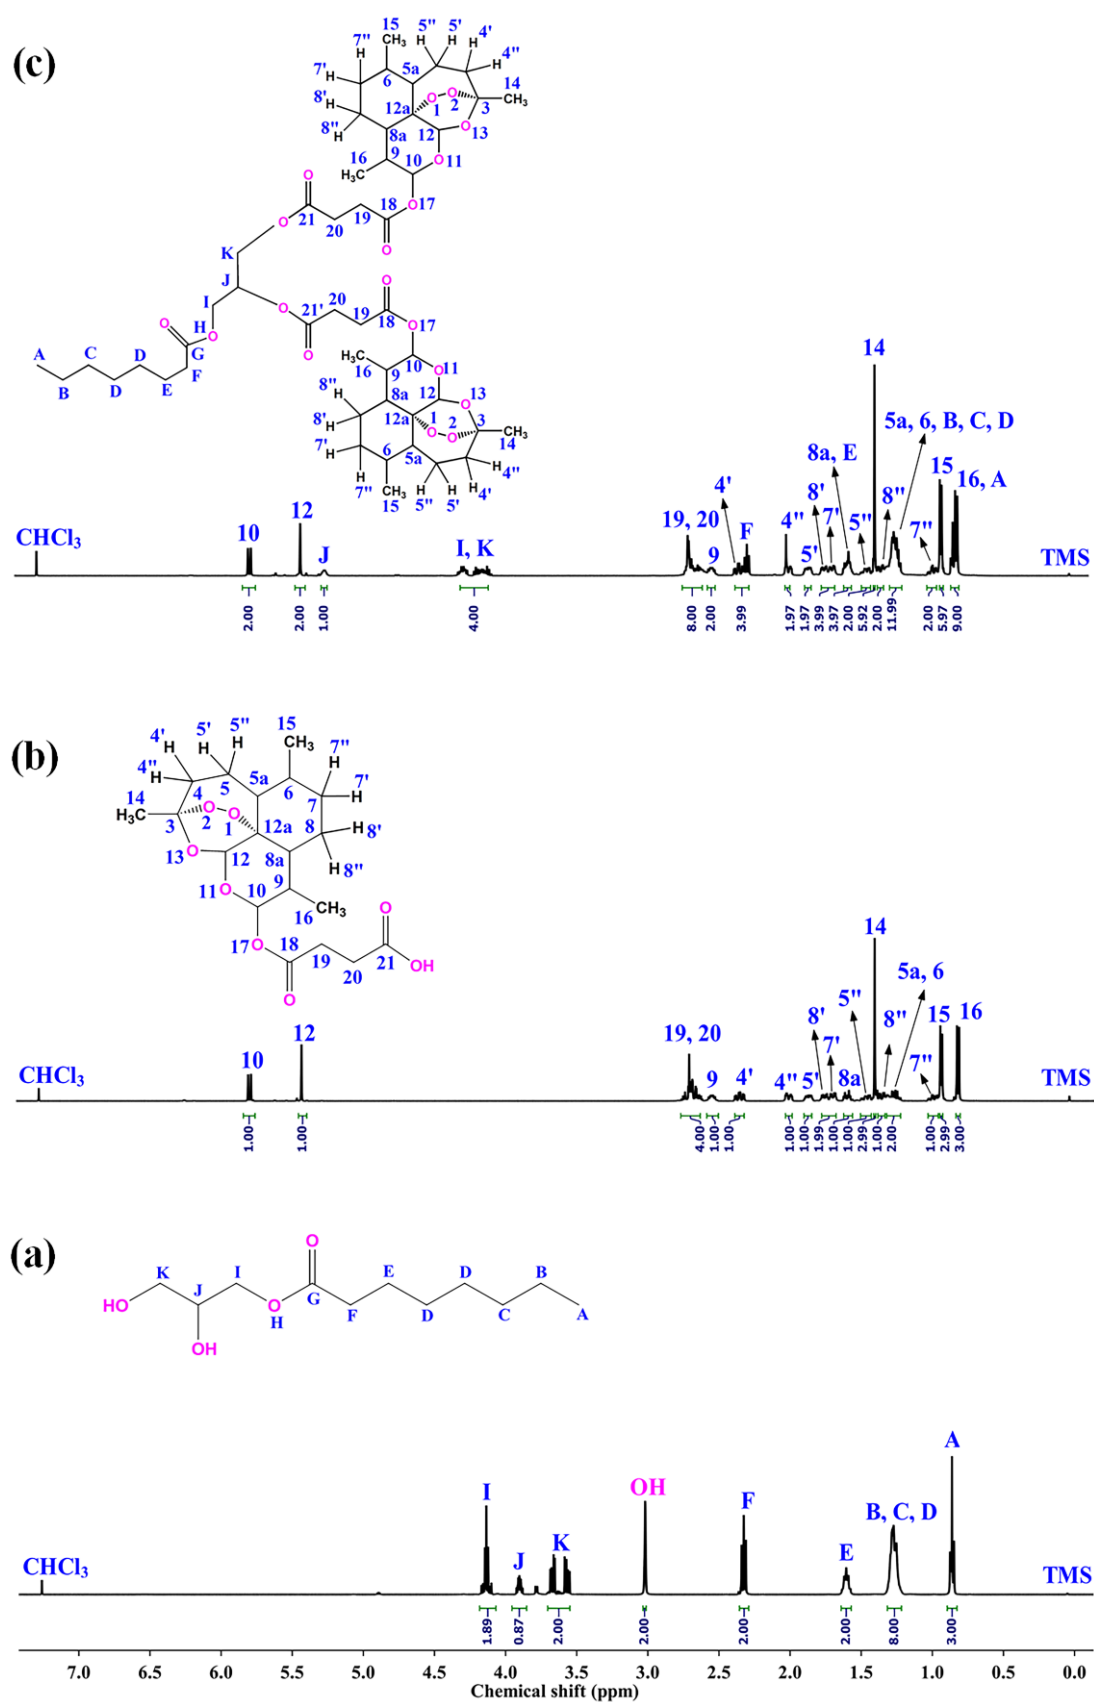 (c)
15
CH₃
5"
5'
4'
7"
H
H
H
H
4"
7'
H
6
5a
H
14
8'
H
O
O
2
3
CH₃
12a
1
8"
H
8a
12
O
13
16
9
10
O
11
H₃C
O
O
17
18
O
21
20
19
O
K
J
O
I
O
20
O
21'
19
18
O
17
O
H
O
G
O
H₃C
10
O
11
A
C
D
E
F
16
9
B
D
8"
H
8a
12
O
13
8'
H
12a
1
2
3
O
O
CH₃
14
7'
H
6
5a
H
4"
7"
H
CH₃
15
H
5"
H
5'
H
4'
CHCl₃
10
12
J
I, K
19, 20
9
4'
F
4"
5'
8'
7'
8a, E
5"
14
8"
5a, 6, B, C, D
7"
15
16, A
TMS
2.00
2.00
1.00
4.00
8.00
2.00
3.99
1.97
1.97
3.99
3.97
2.00
5.92
2.00
11.99
2.00
5.97
9.00
(b)
5'
5"
15
4'
H
H
H
CH₃
7"
4"
H
5
5a
H
7'
14
4
6
7
H
H₃C
O
O
8
3
2
1
12a
H
8'
O
13
12
8a
H
8"
11
O
10
9
16
CH₃
17
O
18
O
21
19
20
OH
O
CHCl₃
10
12
19, 20
9
4'
4"
5'
8'
7'
8a
5"
14
8"
5a, 6
7"
15
16
TMS
1.00
1.00
4.00
1.00
1.00
1.00
1.00
1.99
1.00
1.00
2.99
1.00
2.00
1.00
2.99
3.00
(a)
O
K
J
I
E
D
B
HO
O
G
H
F
D
C
A
OH
CHCl₃
I
J
K
OH
F
E
B, C, D
A
TMS
1.89
0.87
2.00
2.00
2.00
2.00
8.00
3.00
7.0 6.5 6.0 5.5 5.0 4.5 4.0 3.5 3.0 2.5 2.0 1.5 1.0 0.5 0.0
Chemical shift (ppm)